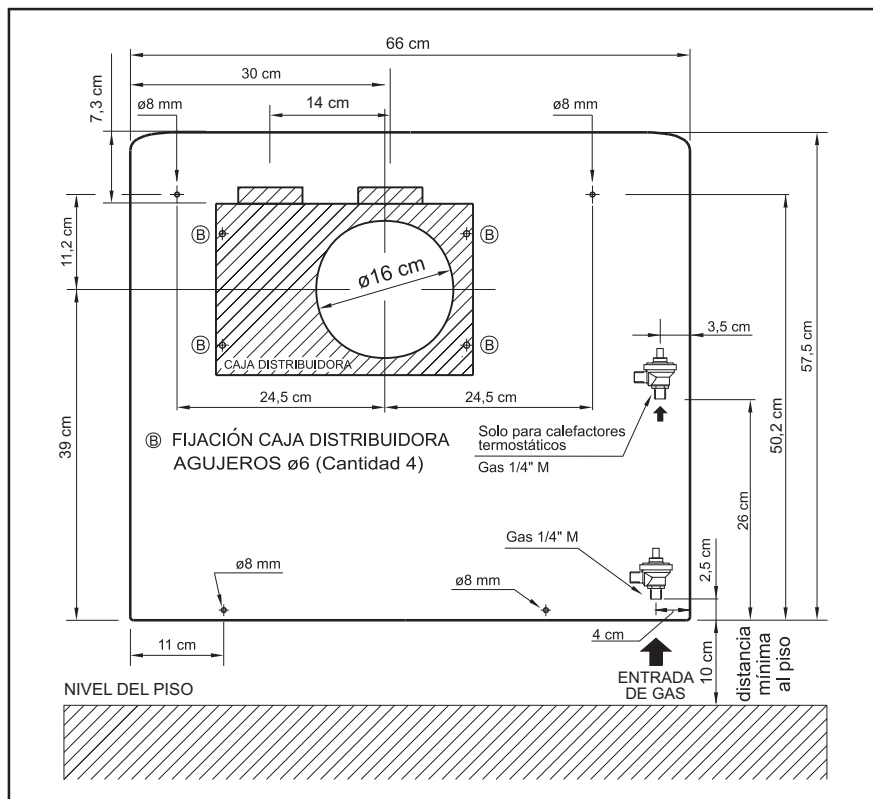 66 cm
30 cm
14 cm
7,3 cm
ø8 mm
ø8 mm
11,2 cm
B
B
ø16 cm
B
B
CAJA DISTRIBUIDORA
3,5 cm
57,5 cm
24,5 cm
24,5 cm
39 cm
B FIJACIÓN CAJA DISTRIBUIDORA
AGUJEROS ø6 (Cantidad 4)
Solo para calefactores
termostáticos
Gas 1/4" M
50,2 cm
26 cm
Gas 1/4" M
2,5 cm
ø8 mm
ø8 mm
4 cm
11 cm
10 cm
distancia
mínima
al piso
ENTRADA
DE GAS
NIVEL DEL PISO